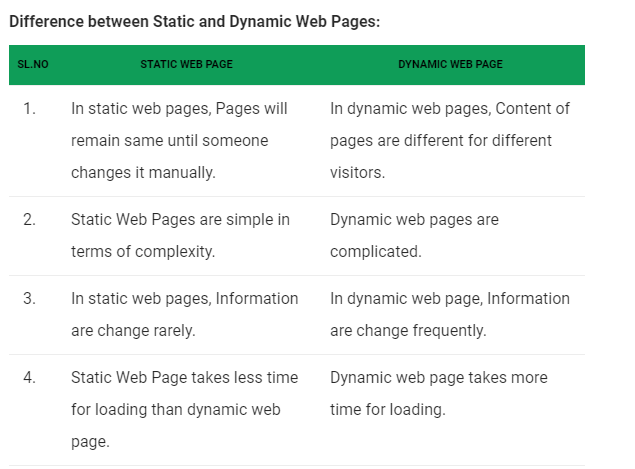 Difference between Static and Dynamic Web Pages:
SL.NO STATIC WEB PAGE DYNAMIC WEB PAGE
1. In static web pages, Pages will In dynamic web pages, Content of
remain same until someone pages are different for different
changes it manually. visitors.
2. Static Web Pages are simple in Dynamic web pages are
terms of complexity. complicated.
3. In static web pages, Information In dynamic web page, Information
are change rarely. are change frequently.
4. Static Web Page takes less time Dynamic web page takes more
for loading than dynamic web time for loading.
page.